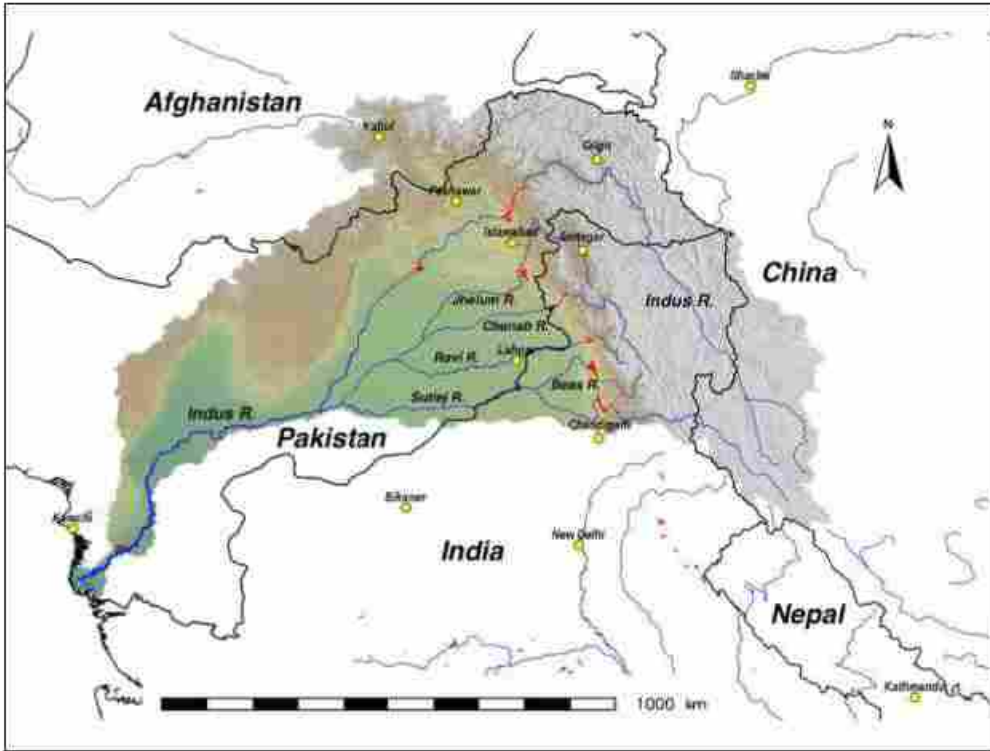 Afghanistan
Kabul
Gilgit
N
Peshawar
Islamabad
Srinagar
China
Indus R.
Jhelum R.
Chenab R.
Ravi R.
Lahore
Beas R.
Sutlej R.
Indus R.
Chandigarh
Pakistan
Bikaner
Karachi
New Delhi
India
Nepal
Kathmandu
1000 km